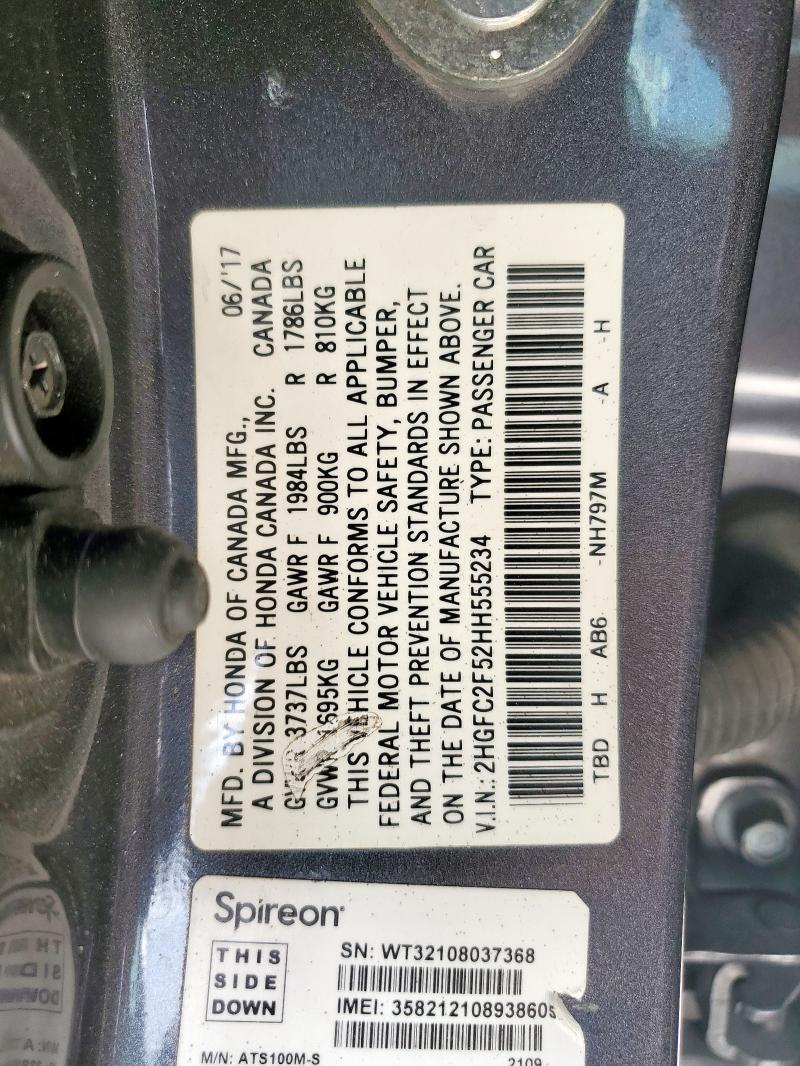 MFD. BY HONDA OF CANADA MFG., 06/'17
A DIVISION OF HONDA CANADA INC. CANADA
3737LBS GAWR F 1984LBS R 1786LBS
GAWR F 900KG R 810KG
THIS VEHICLE CONFORMS TO ALL APPLICABLE
FEDERAL MOTOR VEHICLE SAFETY, BUMPER,
AND THEFT PREVENTION STANDARDS IN EFFECT
ON THE DATE OF MANUFACTURE SHOWN ABOVE.
V.I.N.: 2HGFC2F52HH555234 TYPE: PASSENGER CAR
TBD H AB6 -NH797M -A -H
Spireon
THIS
SIDE
DOWN
SN: WT32108037368
IMEI: 358212108938605
M/N: ATS100M-S 2109